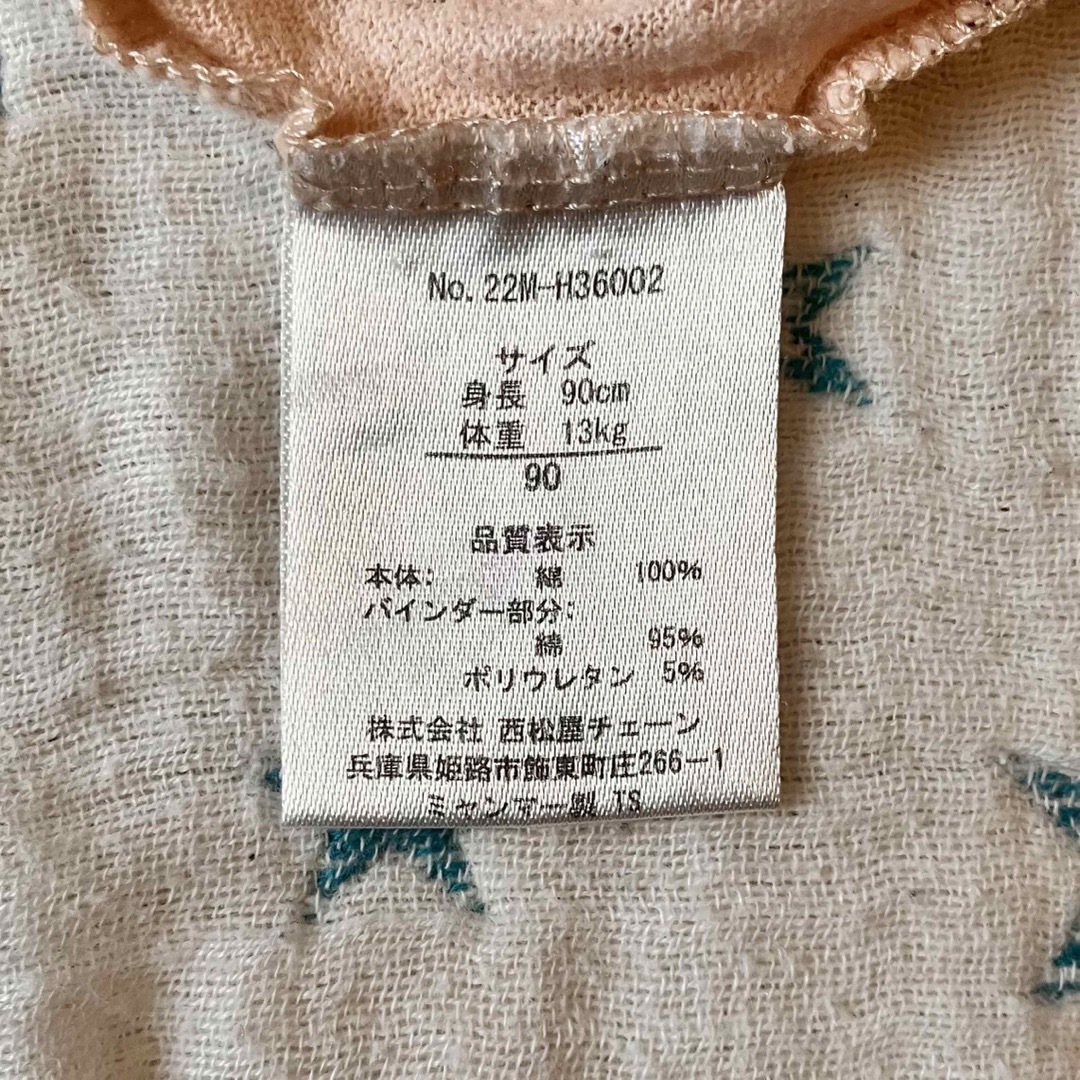 No. 22M-H36002
サイズ
身長 90cm
体重 13kg
90
品質表示
本体: 綿 100%
バインダー部分:
綿 95%
ポリウレタン 5%
株式会社 西松屋チェーン
兵庫県姫路市飾東町庄266-1
ミャンマー製 TS